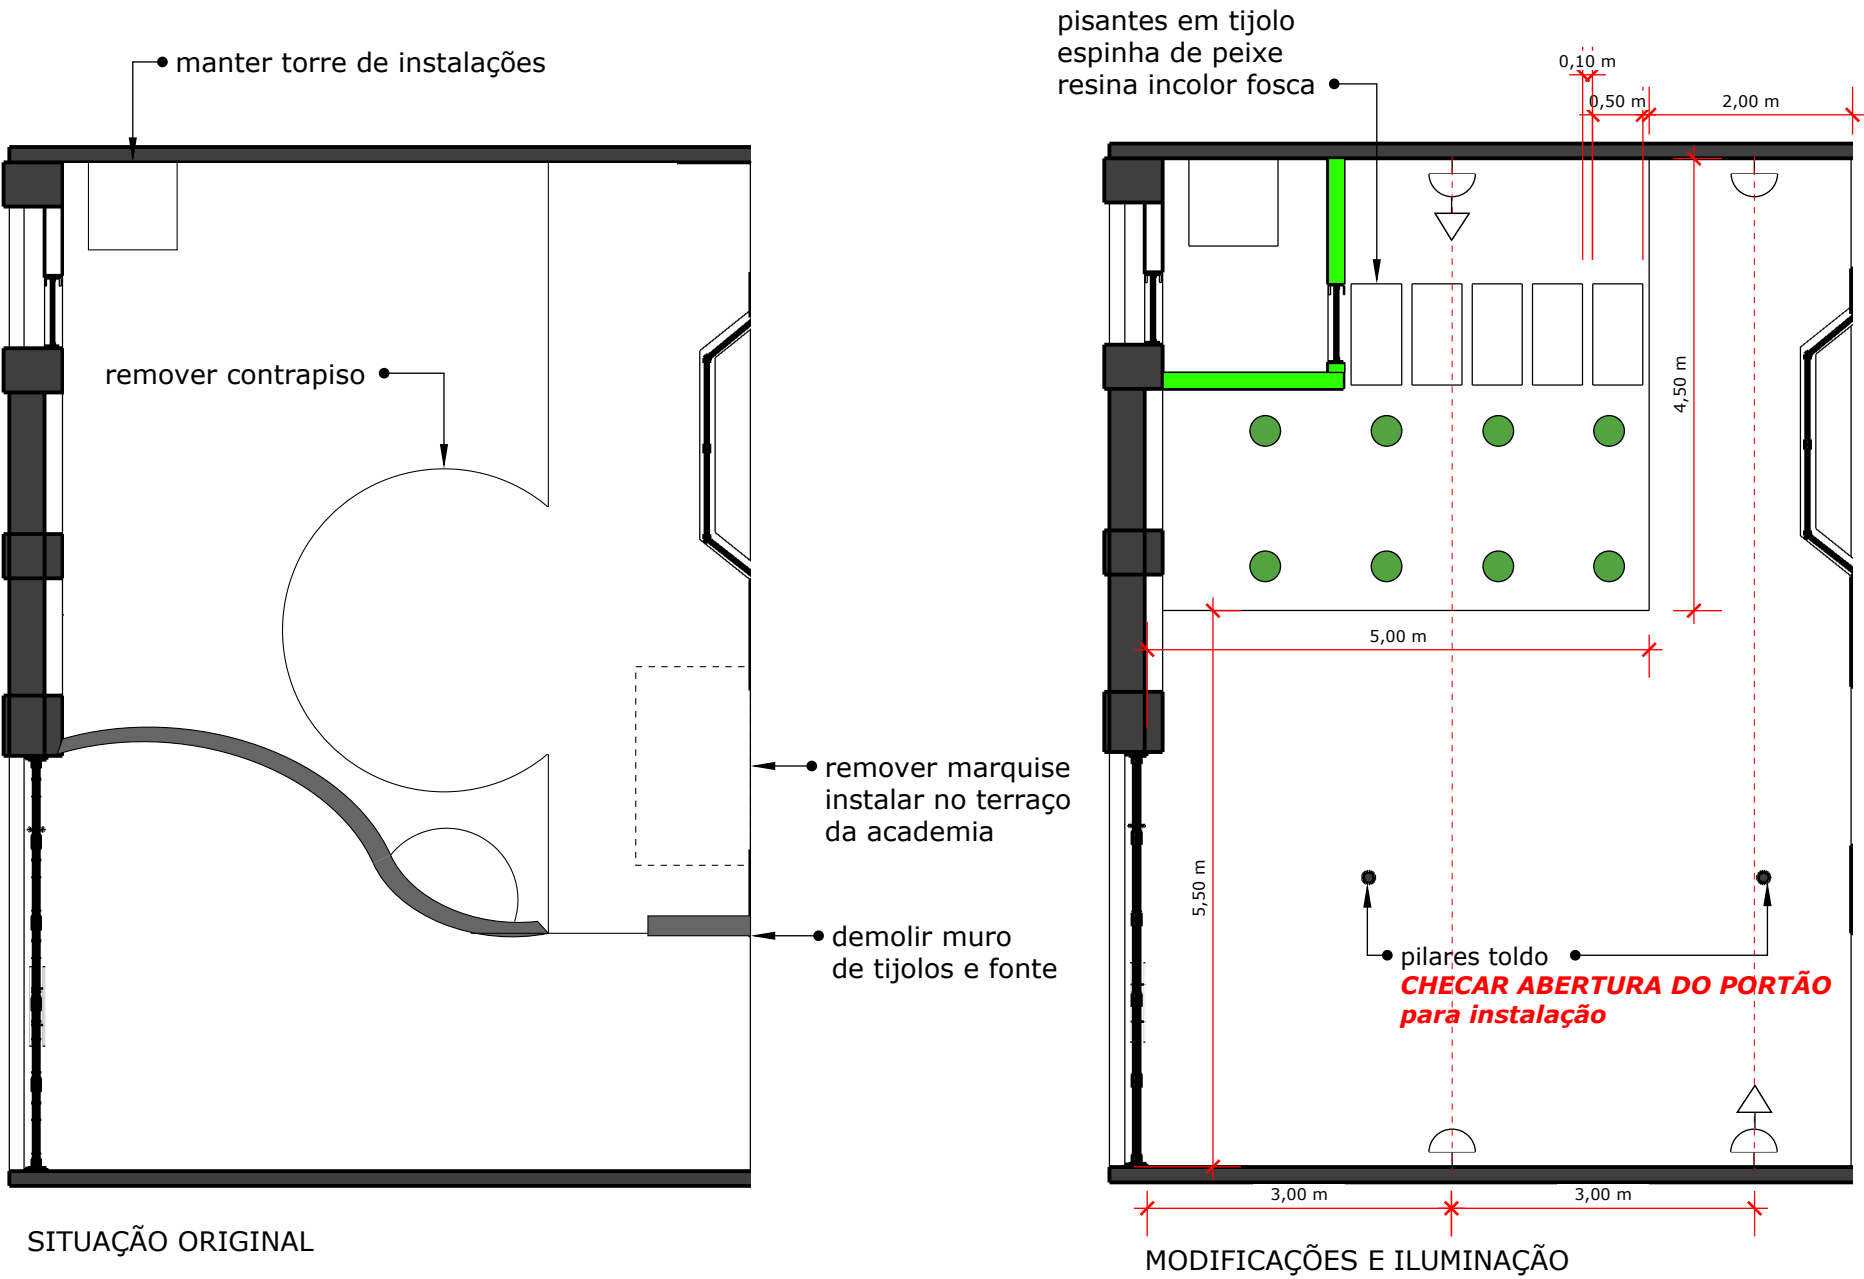 manter torre de instalações
remover contrapiso
remover marquise
instalar no terraço
da academia
demolir muro
de tijolos e fonte
SITUAÇÃO ORIGINAL
pisantes em tijolo
espinha de peixe
resina incolor fosca
0,10 m
0,50 m
2,00 m
4,50 m
5,00 m
5,50 m
pilares toldo
CHECAR ABERTURA DO PORTÃO
para instalação
3,00 m
3,00 m
MODIFICAÇÕES E ILUMINAÇÃO